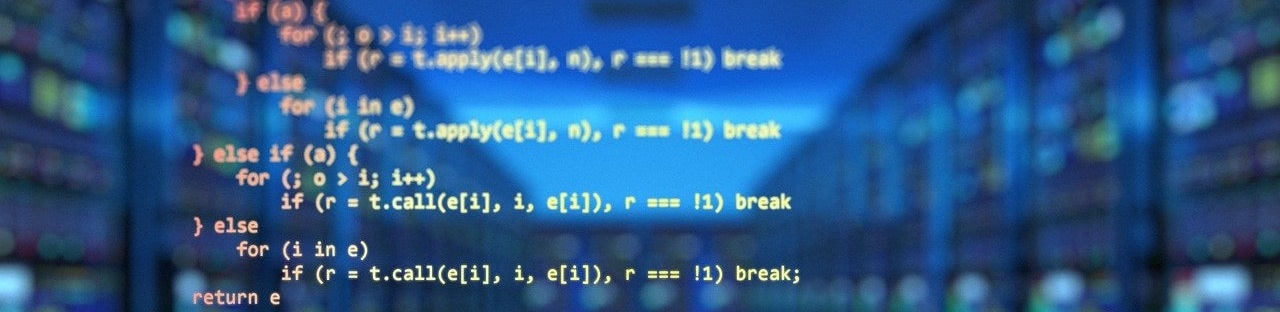 if (a) {
for (; o > i; i++)
if (r = t.apply(e[i], n), r === !1) break
} else
for (i in e)
if (r = t.apply(e[i], n), r === !1) break
} else if (a) {
for (; o > i; i++)
if (r = t.call(e[i], i, e[i]), r === !1) break
} else
for (i in e)
if (r = t.call(e[i], i, e[i]), r === !1) break;
return e